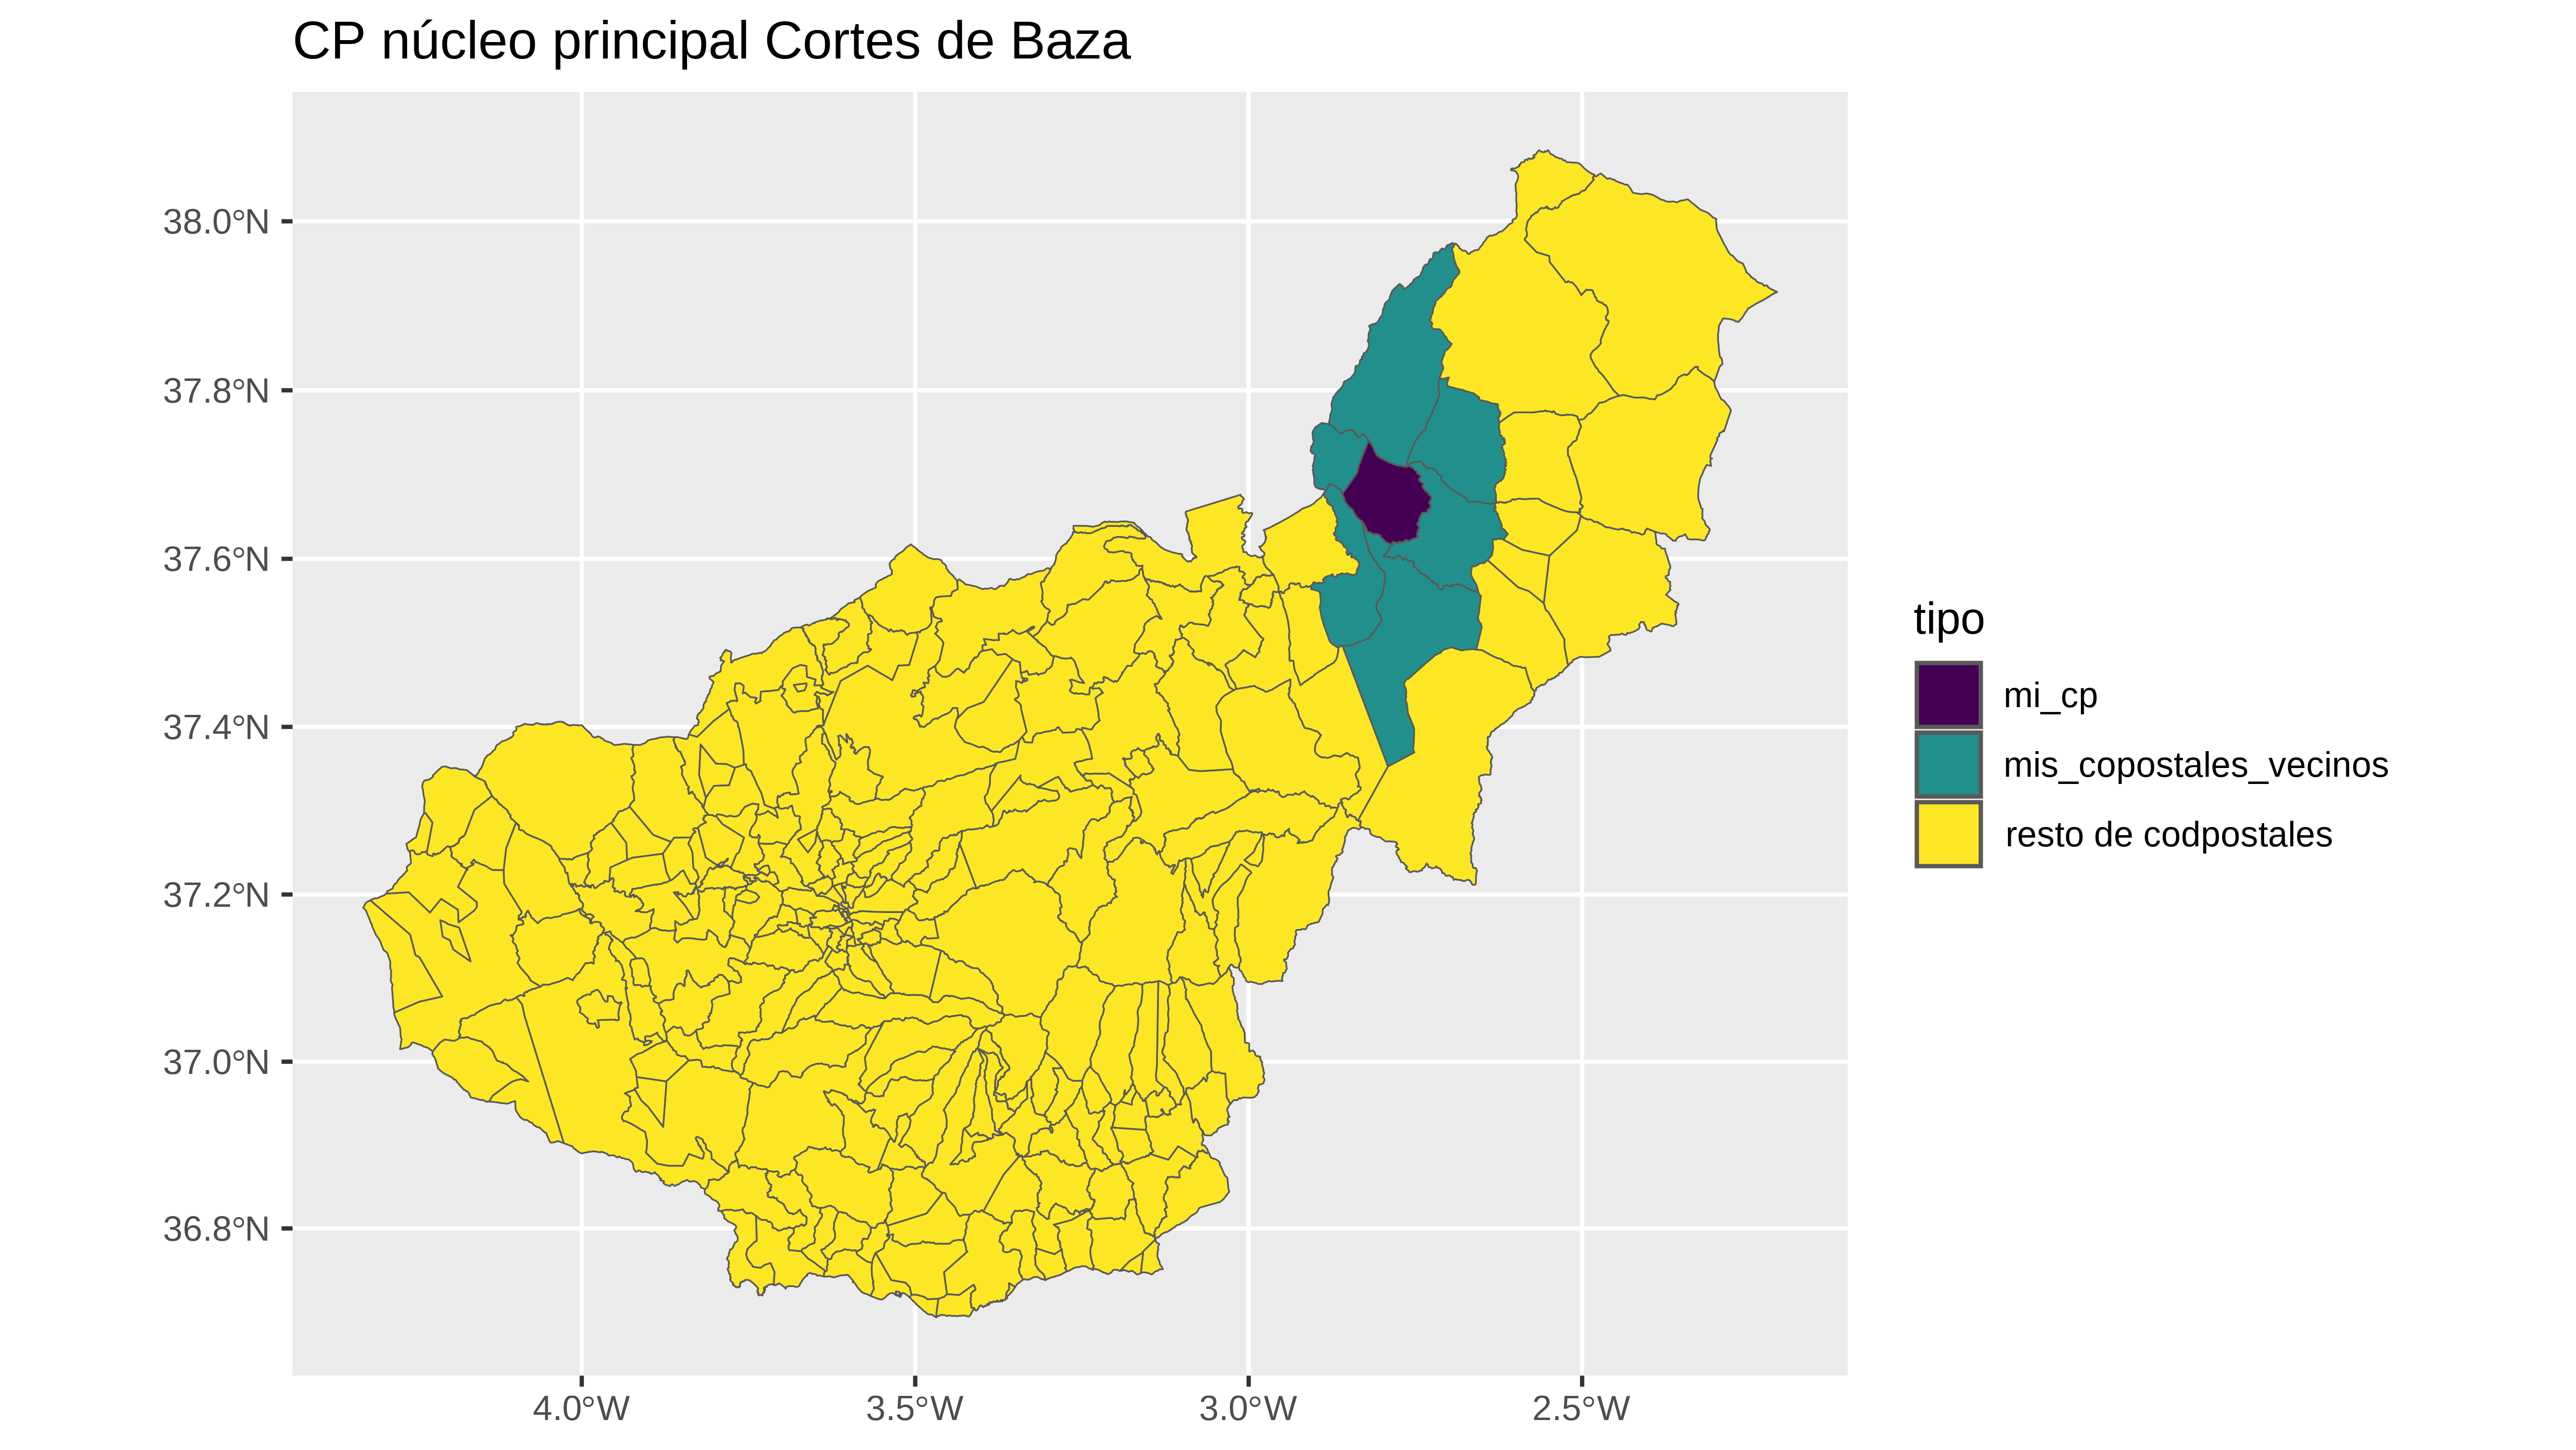 CP núcleo principal Cortes de Baza
38.0°N
37.8°N
37.6°N
37.4°N
37.2°N
37.0°N
36.8°N
4.0°W
3.5°W
3.0°W
2.5°W
tipo
mi_cp
mis_copostales_vecinos
resto de codpostales